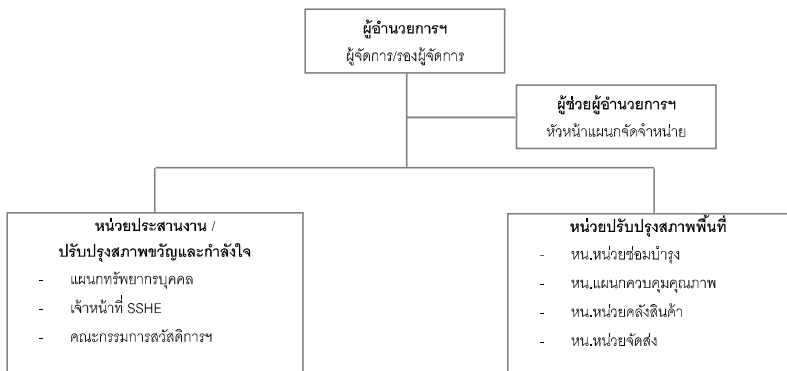 ผู้อำนวยการฯ
ผู้จัดการ/รองผู้จัดการ
ผู้ช่วยผู้อำนวยการฯ
หัวหน้าแผนกจัดจำหน่าย
หน่วยประสานงาน /
ปรับปรุงสภาพขวัญและกำลังใจ
- แผนกทรัพยากรบุคคล
- เจ้าหน้าที่ SSHE
- คณะกรรมการสวัสดิการฯ
หน่วยปรับปรุงสภาพพื้นที่
- หน.หน่วยซ่อมบำรุง
- หน.แผนกควบคุมคุณภาพ
- หน.หน่วยคลังสินค้า
- หน.หน่วยจัดส่ง